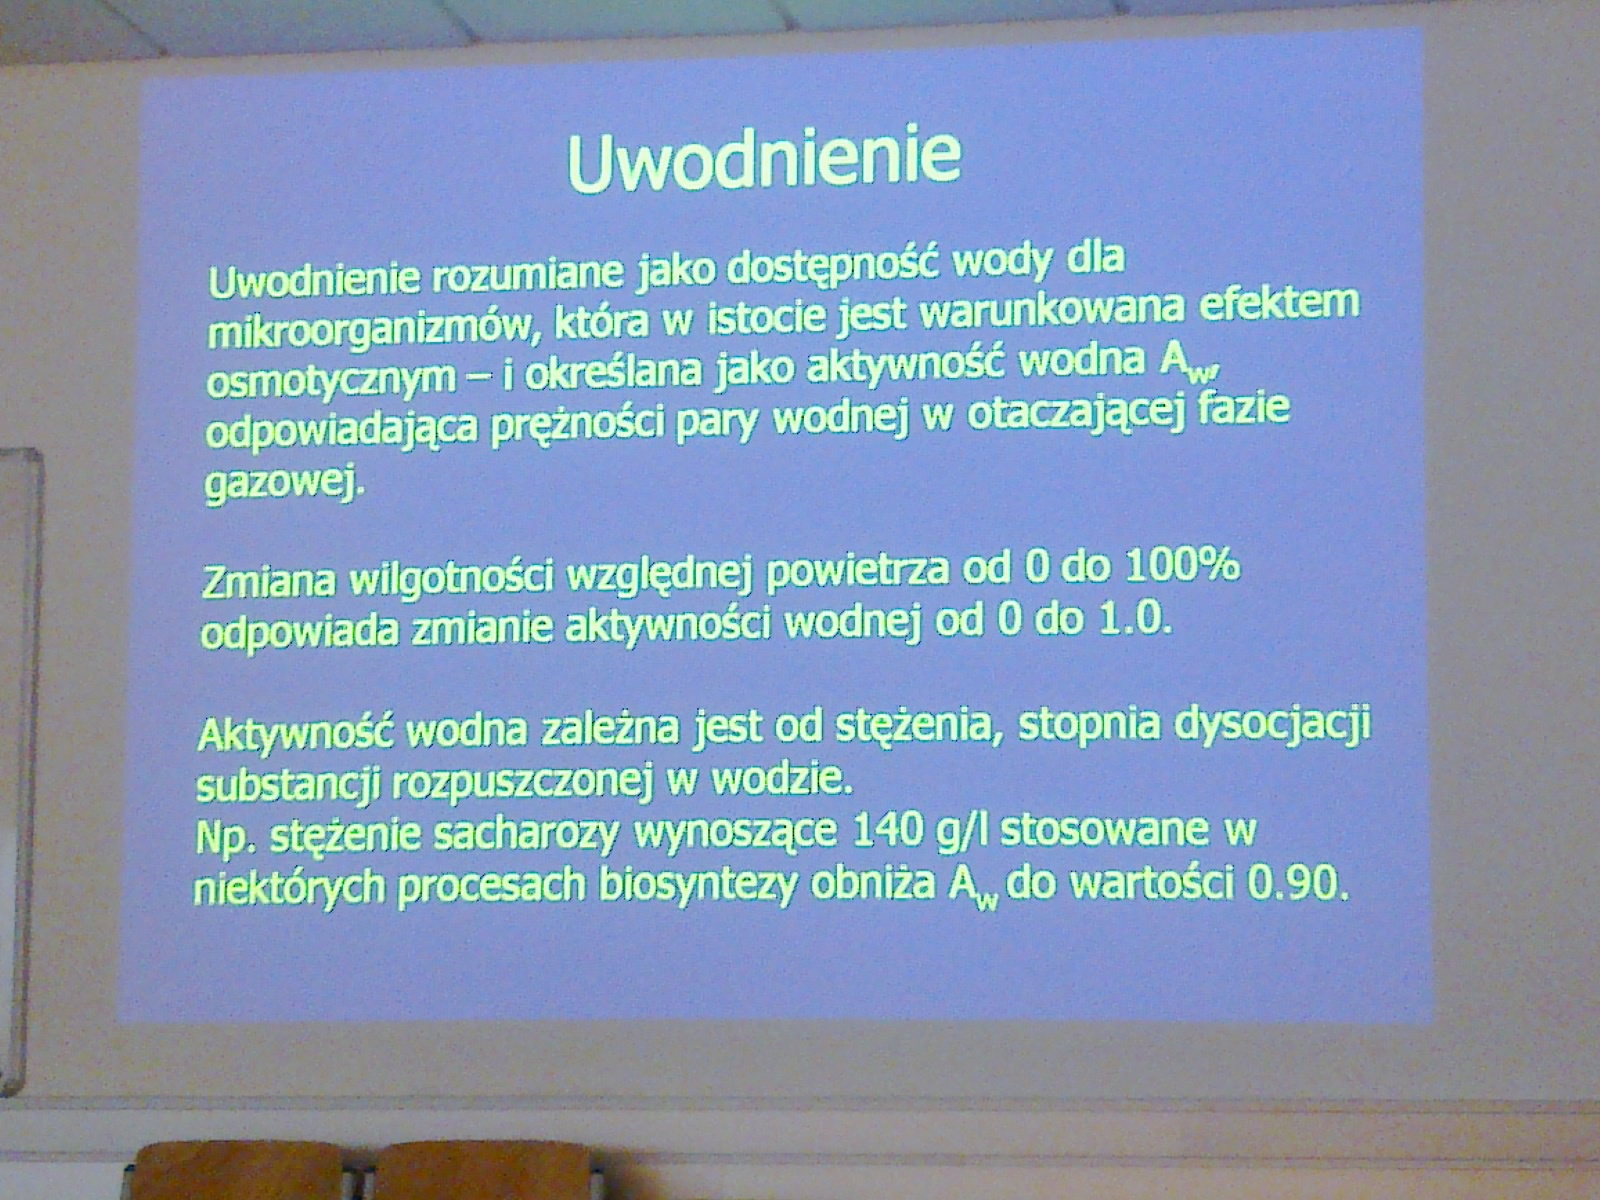 Uwodnienie
Uwodnienie rozumiane jako dostępność wody dla
mikroorganizmów, która w istocie jest warunkowana efektem
osmotycznym – i określana jako aktywność wodna Aw,
odpowiadająca prężności pary wodnej w otaczającej fazie
gazowej.
Zmiana wilgotności względnej powietrza od 0 do 100%
odpowiada zmianie aktywności wodnej od 0 do 1.0.
Aktywność wodna zależna jest od stężenia, stopnia dysocjacji
substancji rozpuszczonej w wodzie.
Np. stężenie sacharozy wynoszące 140 g/l stosowane w
niektórych procesach biosyntezy obniża Aw do wartości 0.90.